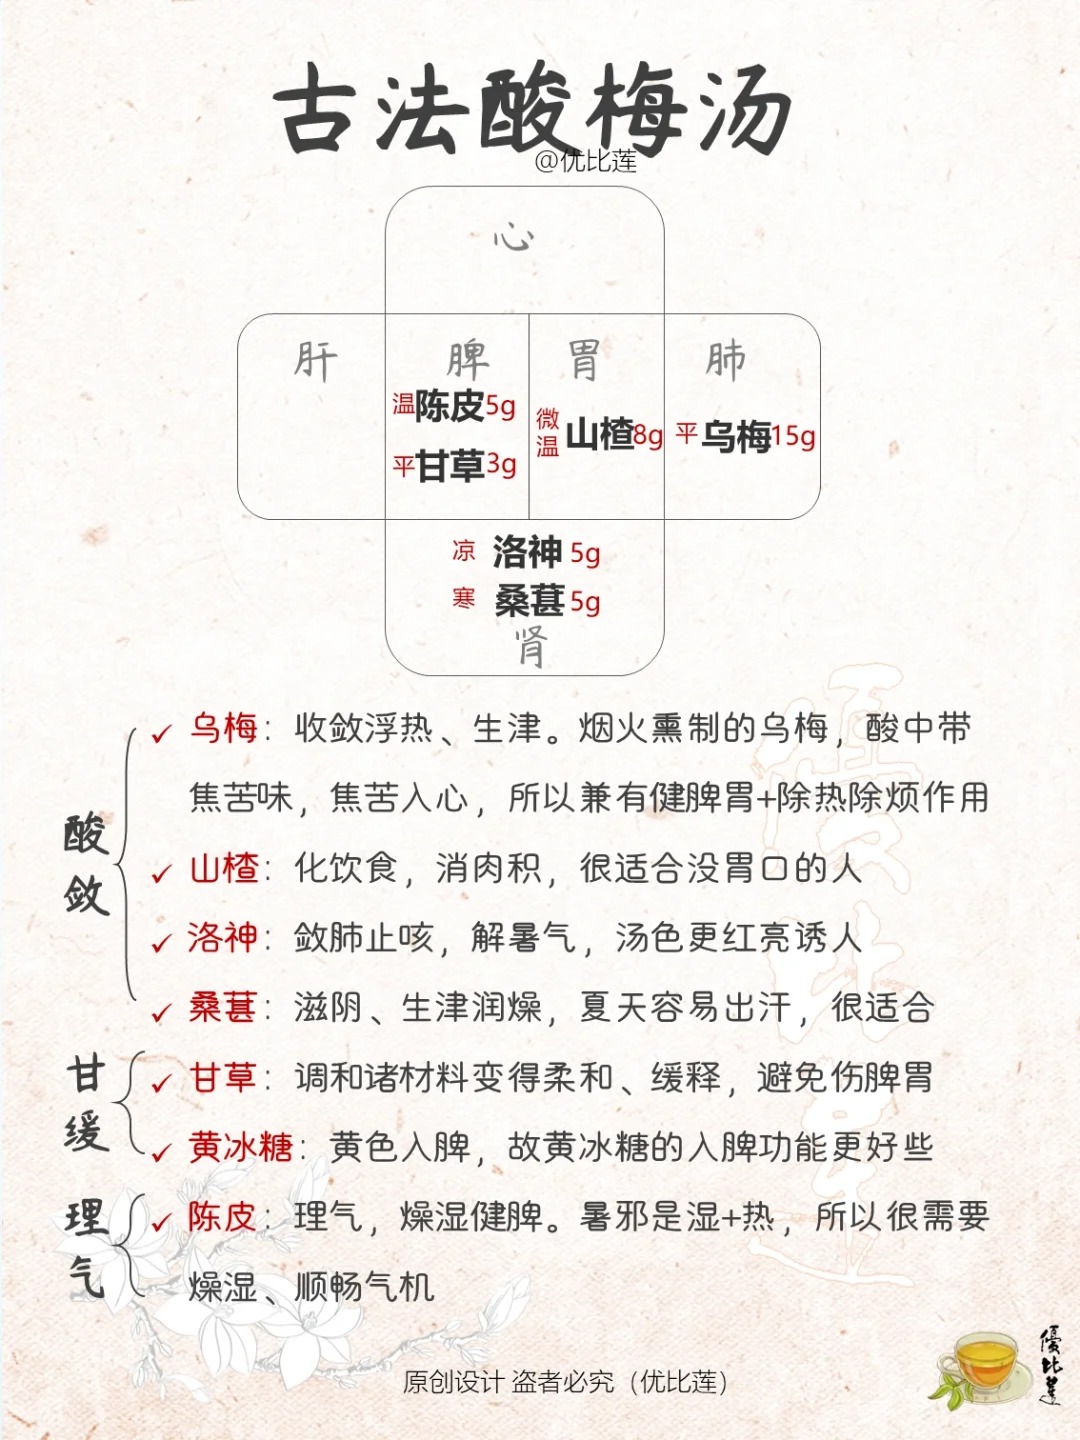 古法酸梅汤
@优比莲
心
肝 脾 胃 肺
温 陈皮 5g
平 甘草 3g
微温 山楂 8g
平 乌梅 15g
凉 洛神 5g
寒 桑葚 5g
肾
酸敛
✓ 乌梅：收敛浮热、生津。烟火熏制的乌梅，酸中带
焦苦味，焦苦入心，所以兼有健脾胃+除热除烦作用
✓ 山楂：化饮食，消肉积，很适合没胃口的人
✓ 洛神：敛肺止咳，解暑气，汤色更红亮诱人
✓ 桑葚：滋阴、生津润燥，夏天容易出汗，很适合
甘缓
✓ 甘草：调和诸材料变得柔和、缓释，避免伤脾胃
✓ 黄冰糖：黄色入脾，故黄冰糖的入脾功能更好些
理气
✓ 陈皮：理气，燥湿健脾。暑邪是湿+热，所以很需要
燥湿、顺畅气机
原创设计 盗者必究（优比莲）
優比莲
優比莲